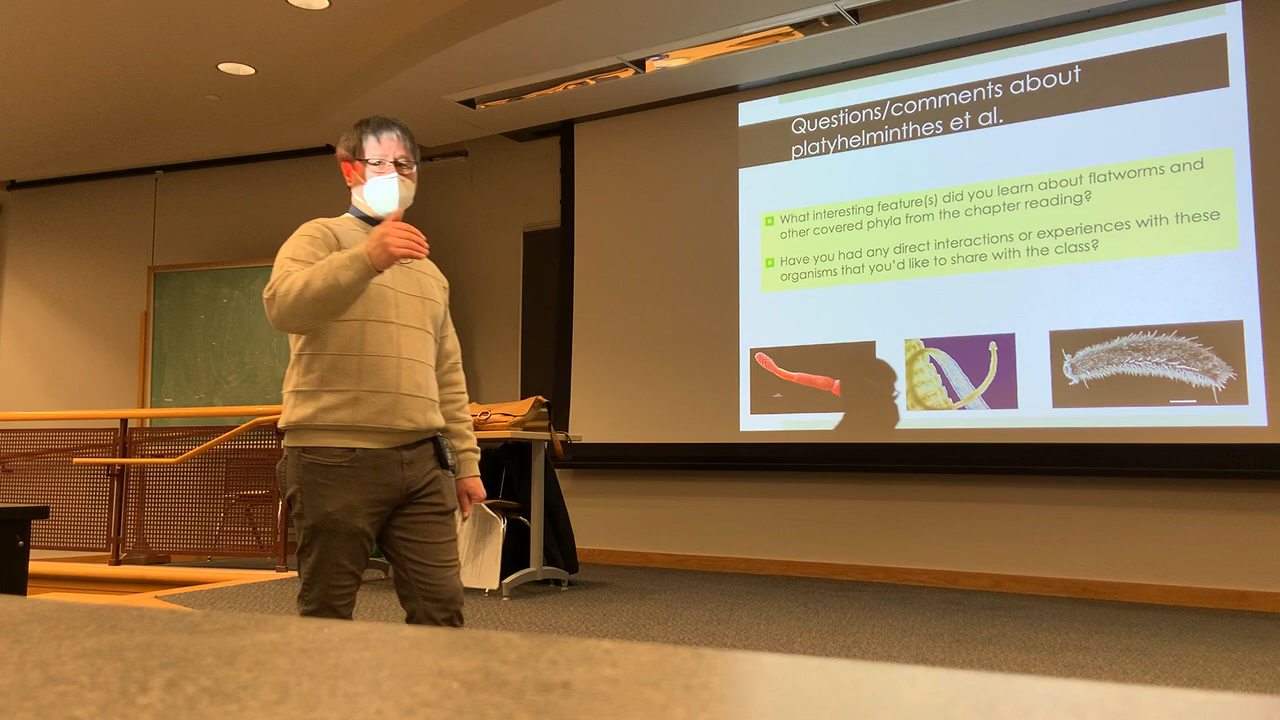 Questions/comments about
platyhelminthes et al.
What interesting feature(s) did you learn about flatworms and
other covered phyla from the chapter reading?
Have you had any direct interactions or experiences with these
organisms that you'd like to share with the class?